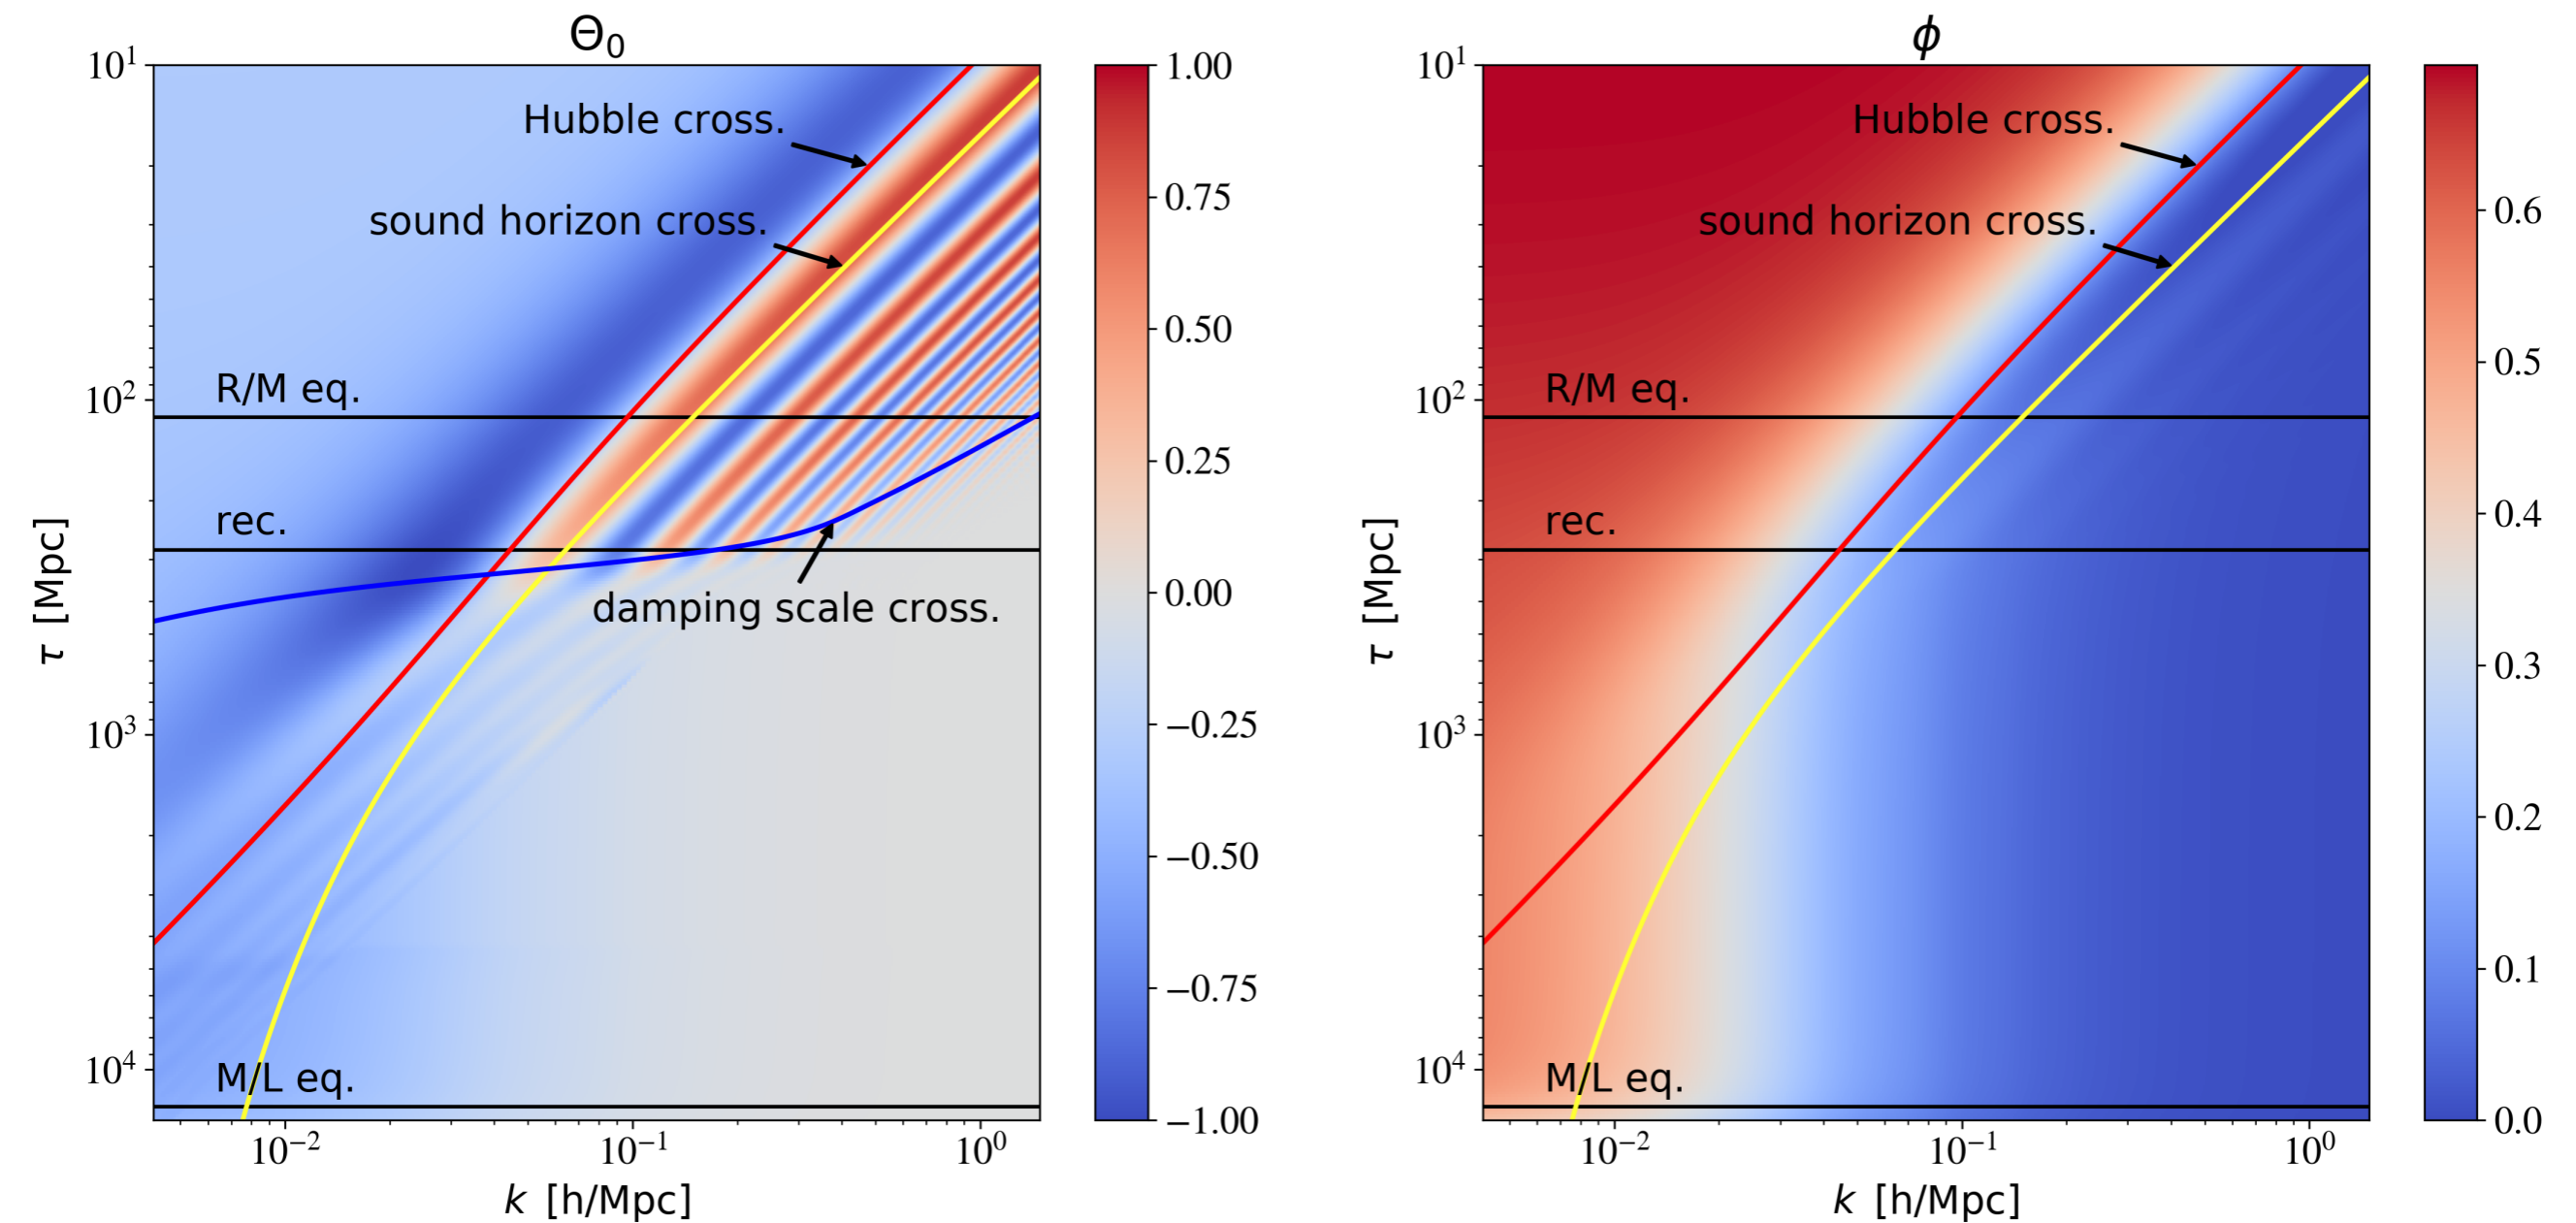 Θ0
10^1
10^2
10^3
10^4
τ [Mpc]
Hubble cross.
sound horizon cross.
R/M eq.
rec.
damping scale cross.
M/L eq.
10^−2
10^−1
10^0
k [h/Mpc]
1.00
0.75
0.50
0.25
0.00
−0.25
−0.50
−0.75
−1.00
ϕ
10^1
10^2
10^3
10^4
τ [Mpc]
Hubble cross.
sound horizon cross.
R/M eq.
rec.
M/L eq.
10^−2
10^−1
10^0
k [h/Mpc]
0.6
0.5
0.4
0.3
0.2
0.1
0.0